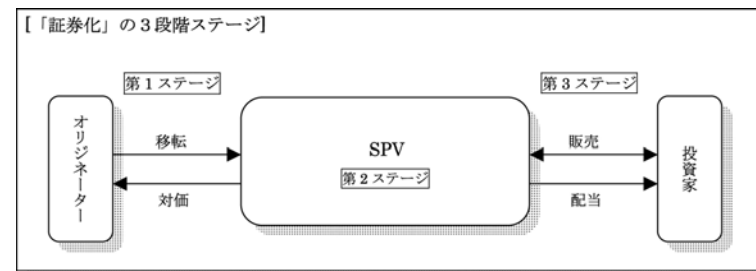 [「証券化」の３段階ステージ]
第１ステージ
第３ステージ
オリジネーター
移転
対価
SPV
第２ステージ
販売
配当
投資家